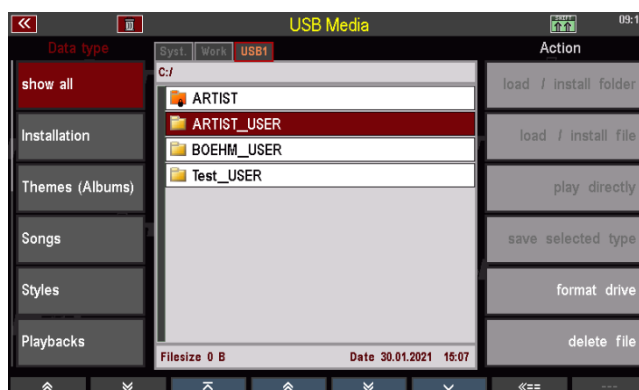 USB Media
09:1
Data type
Syst. Work USB1
Action
C:/
show all
Installation
Themes (Albums)
Songs
Styles
Playbacks
ARTIST
ARTIST_USER
BOEHM_USER
Test_USER
Filesize 0 B
Date 30.01.2021 15:07
load / install folder
load / install file
play directly
save selected type
format drive
delete file